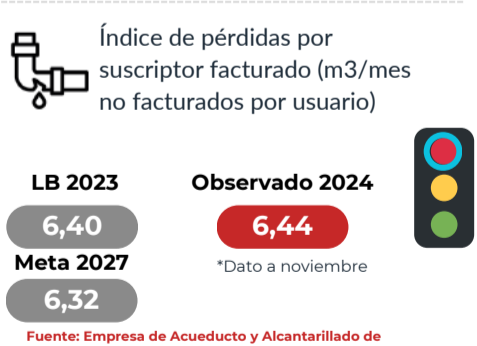 Índice de pérdidas por
suscriptor facturado (m3/mes
no facturados por usuario)
LB 2023
6,40
Meta 2027
6,32
Observado 2024
6,44
*Dato a noviembre
Fuente: Empresa de Acueducto y Alcantarillado de